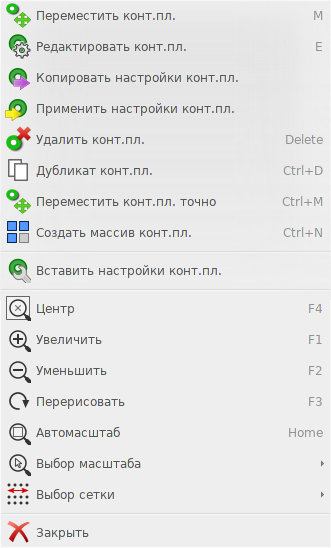 Переместить конт.пл. M
Редактировать конт.пл. E
Копировать настройки конт.пл.
Применить настройки конт.пл.
Удалить конт.пл. Delete
Дубликат конт.пл. Ctrl+D
Переместить конт.пл. точно Ctrl+M
Создать массив конт.пл. Ctrl+N
Вставить настройки конт.пл.
Центр F4
Увеличить F1
Уменьшить F2
Перерисовать F3
Автомасштаб Home
Выбор масштаба
Выбор сетки
Закрыть